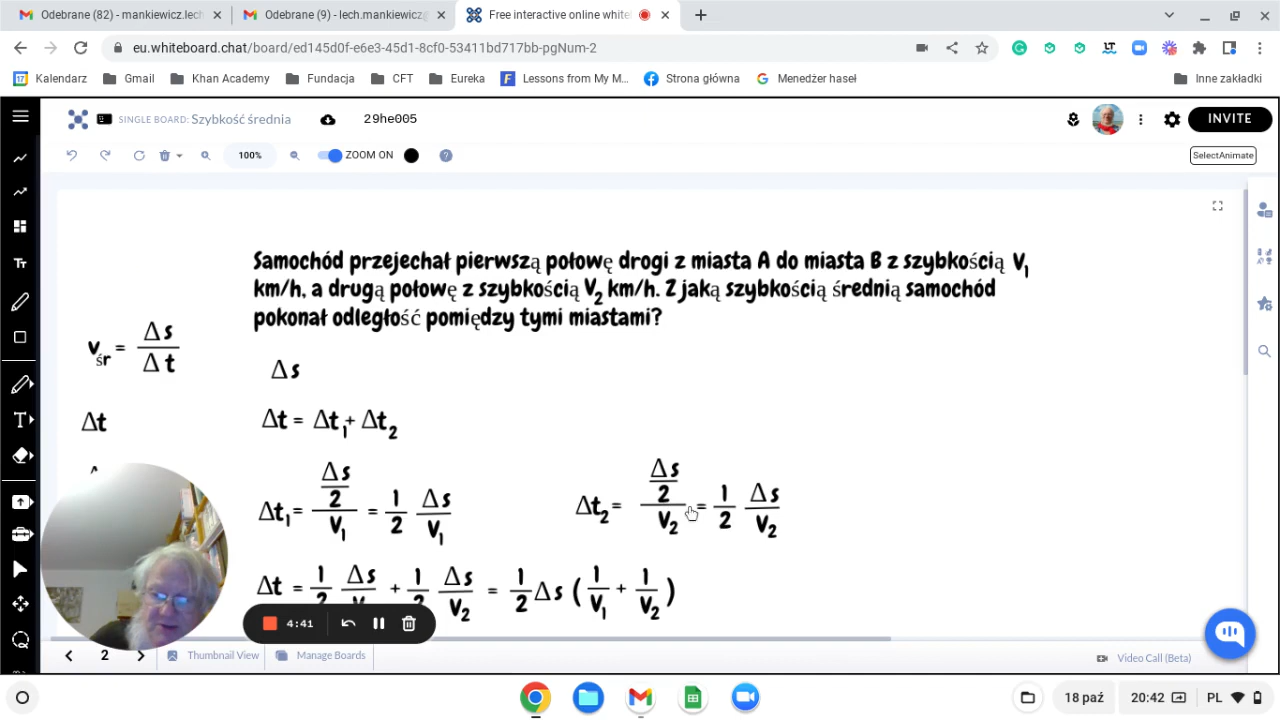 Odebrane (82) - mankiewicz.lech
Odebrane (9) - lech.mankiewicz@
Free interactive online white
eu.whiteboard.chat/board/ed145d0f-e6e3-45d1-8cf0-53411bd717bb-pgNum-2
Kalendarz Gmail Khan Academy Fundacja CFT Eureka Lessons from My M... Strona główna Menedżer haseł Inne zakładki
SINGLE BOARD: Szybkość średnia 29he005 INVITE
100% ZOOM ON SelectAnimate
Samochód przejechał pierwszą połowę drogi z miasta A do miasta B z szybkością V₁
km/h, a drugą połowę z szybkością V₂ km/h. Z jaką szybkością średnią samochód
pokonał odległość pomiędzy tymi miastami?
v_śr = Δs / Δt
Δs
Δt
Δt = Δt₁ + Δt₂
Δt₁ = (Δs/2) / V₁ = 1/2 Δs/V₁
Δt₂ = (Δs/2) / V₂ = 1/2 Δs/V₂
Δt = 1/2 Δs/V + 1/2 Δs/V₂ = 1/2 Δs (1/V₁ + 1/V₂)
4:41
2 Thumbnail View Manage Boards Video Call (Beta)
18 paź 20:42 PL